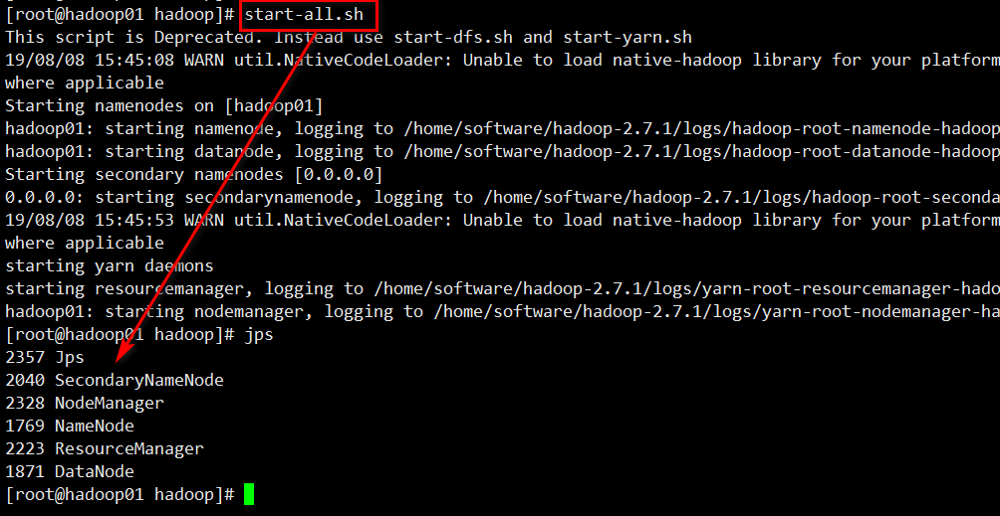 [root@hadoop01 hadoop]# start-all.sh
This script is Deprecated. Instead use start-dfs.sh and start-yarn.sh
19/08/08 15:45:08 WARN util.NativeCodeLoader: Unable to load native-hadoop library for your platform
where applicable
Starting namenodes on [hadoop01]
hadoop01: starting namenode, logging to /home/software/hadoop-2.7.1/logs/hadoop-root-namenode-hadoop
hadoop01: starting datanode, logging to /home/software/hadoop-2.7.1/logs/hadoop-root-datanode-hadoop
Starting secondary namenodes [0.0.0.0]
0.0.0.0: starting secondarynamenode, logging to /home/software/hadoop-2.7.1/logs/hadoop-root-seconda
19/08/08 15:45:53 WARN util.NativeCodeLoader: Unable to load native-hadoop library for your platform
where applicable
starting yarn daemons
starting resourcemanager, logging to /home/software/hadoop-2.7.1/logs/yarn-root-resourcemanager-hado
hadoop01: starting nodemanager, logging to /home/software/hadoop-2.7.1/logs/yarn-root-nodemanager-ha
[root@hadoop01 hadoop]# jps
2357 Jps
2040 SecondaryNameNode
2328 NodeManager
1769 NameNode
2223 ResourceManager
1871 DataNode
[root@hadoop01 hadoop]#